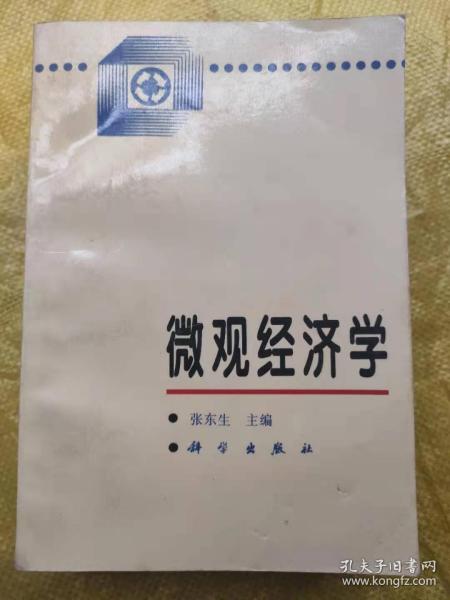 微观经济学
张东生 主编
科学出版社
孔夫子旧书网
www.kongfz.com